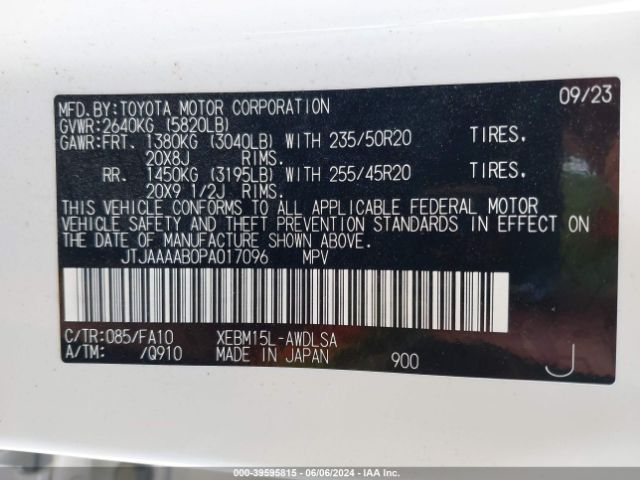 MFD.BY:TOYOTA MOTOR CORPORATION 09/23
GVWR:2640KG (5820LB)
GAWR:FRT. 1380KG (3040LB) WITH 235/50R20 TIRES.
20X8J RIMS.
RR. 1450KG (3195LB) WITH 255/45R20 TIRES.
20X9 1/2J RIMS.
THIS VEHICLE CONFORMS TO ALL APPLICABLE FEDERAL MOTOR
VEHICLE SAFETY AND THEFT PREVENTION STANDARDS IN EFFECT ON
THE DATE OF MANUFACTURE SHOWN ABOVE.
JTJAAAAB0PA017096 MPV
C/TR:085/FA10 XEBM15L-AWDLSA
A/TM: /Q910 MADE IN JAPAN 900 J
000-39595815 - 06/06/2024 - IAAI.COM